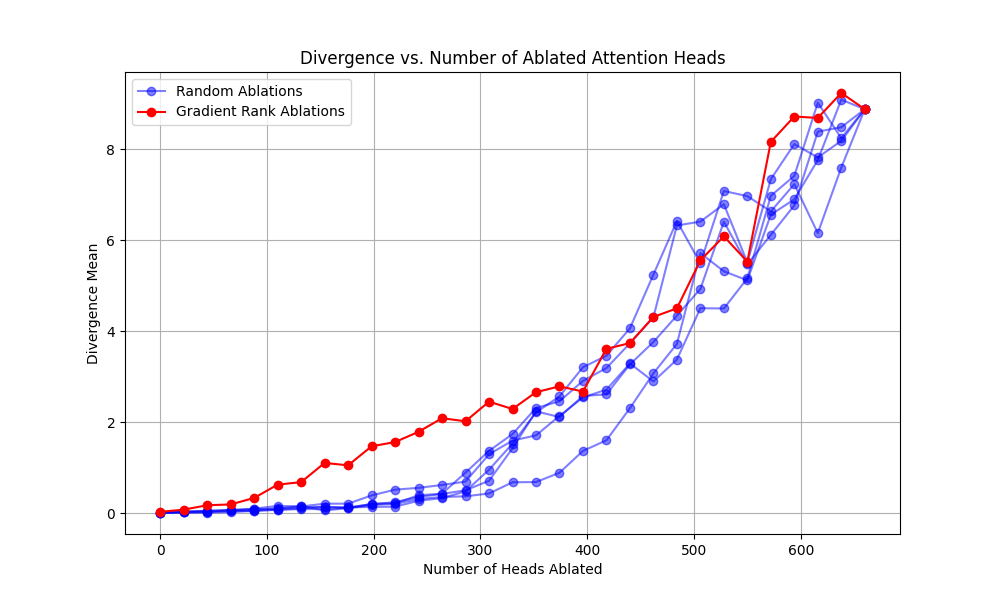 Divergence vs. Number of Ablated Attention Heads
Random Ablations
Gradient Rank Ablations
Divergence Mean
8
6
4
2
0
0 100 200 300 400 500 600
Number of Heads Ablated